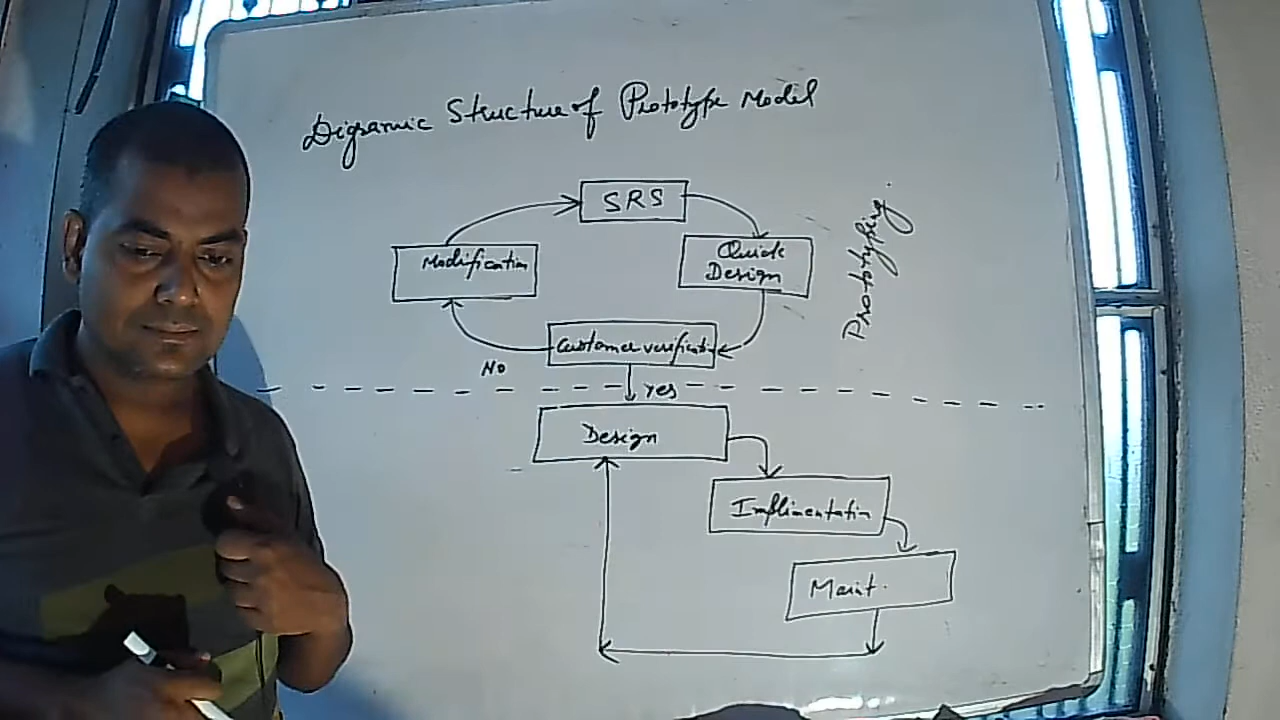 Digramic Structure of Prototype Model
SRS
Modification
Quick
Design
Prototyping.
Customer verification
No
Yes
Design
Implimentation
Maint.